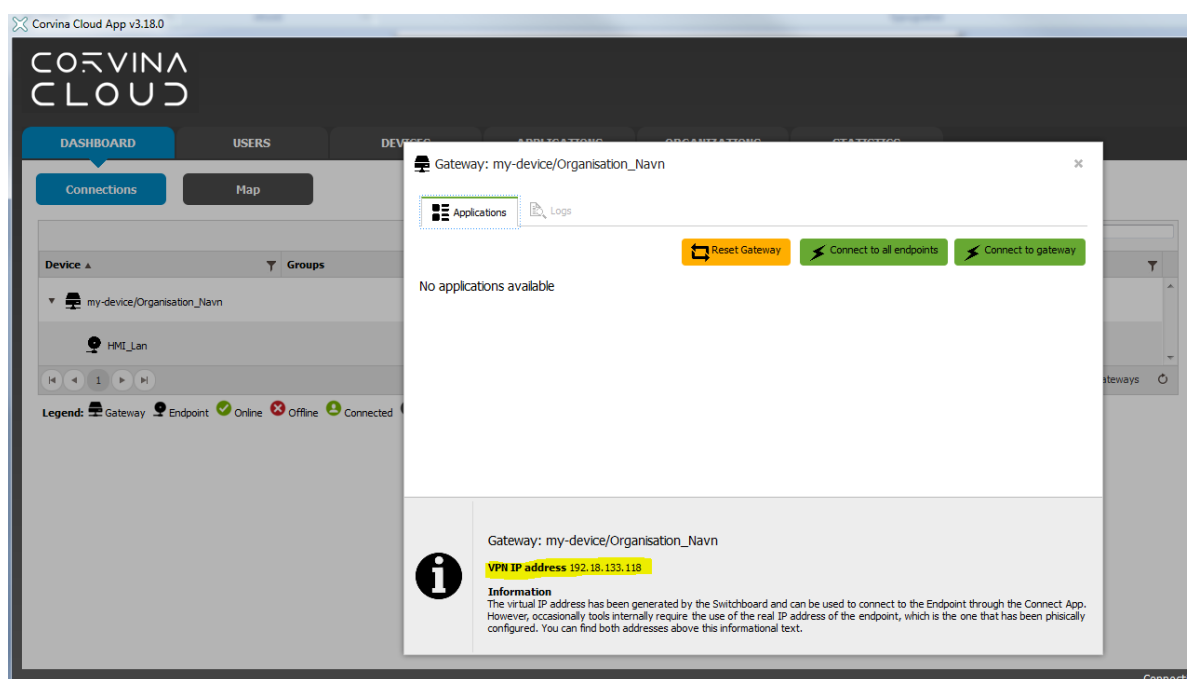 Corvina Cloud App v3.18.0
CORVINA
CLOUD
DASHBOARD USERS
Connections Map
Device Groups
my-device/Organisation_Navn
HMI_Lan
1
ateways
Legend: Gateway Endpoint Online Offline Connected
Gateway: my-device/Organisation_Navn
Applications Logs
Reset Gateway Connect to all endpoints Connect to gateway
No applications available
Gateway: my-device/Organisation_Navn
VPN IP address 192.18.133.118
Information
The virtual IP address has been generated by the Switchboard and can be used to connect to the Endpoint through the Connect App.
However, occasionally tools internally require the use of the real IP address of the endpoint, which is the one that has been phisically
configured. You can find both addresses above this informational text.